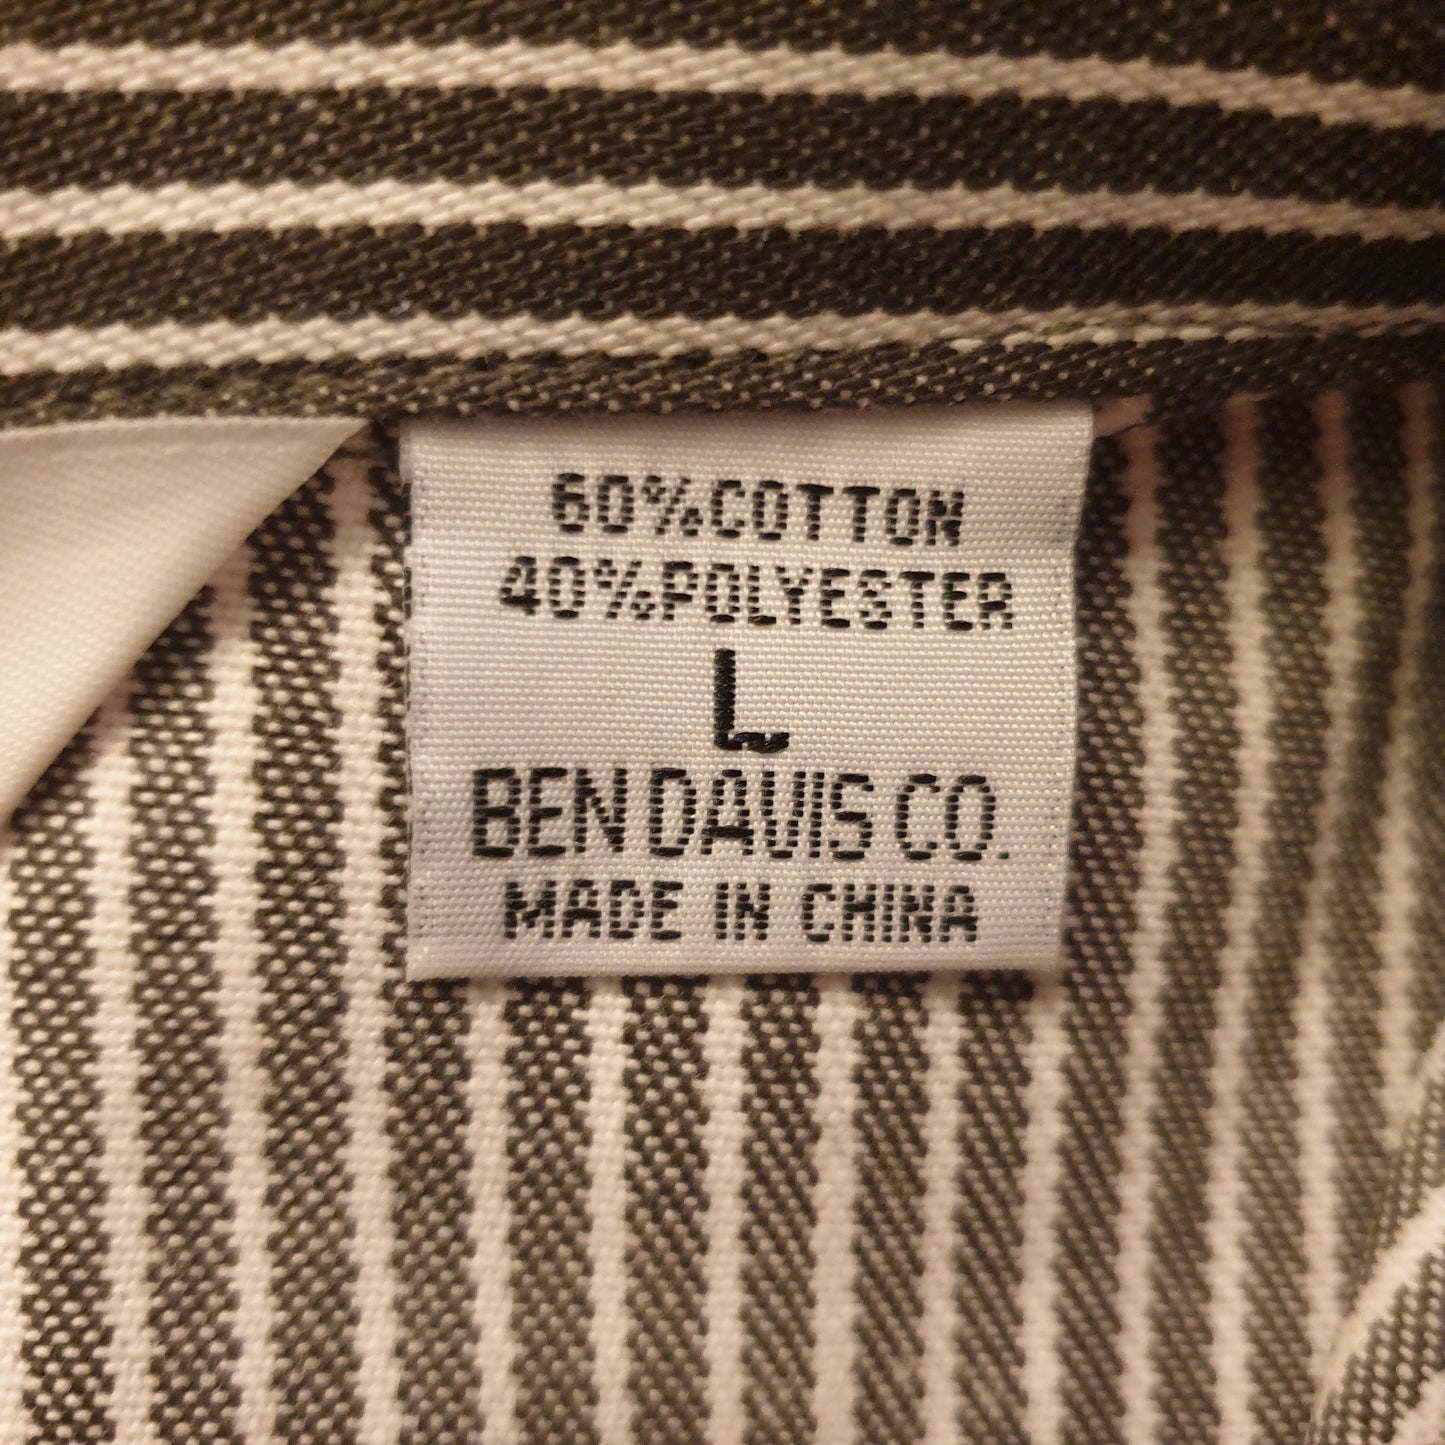 60%COTTON
40%POLYESTER
L
BEN DAVIS CO.
MADE IN CHINA